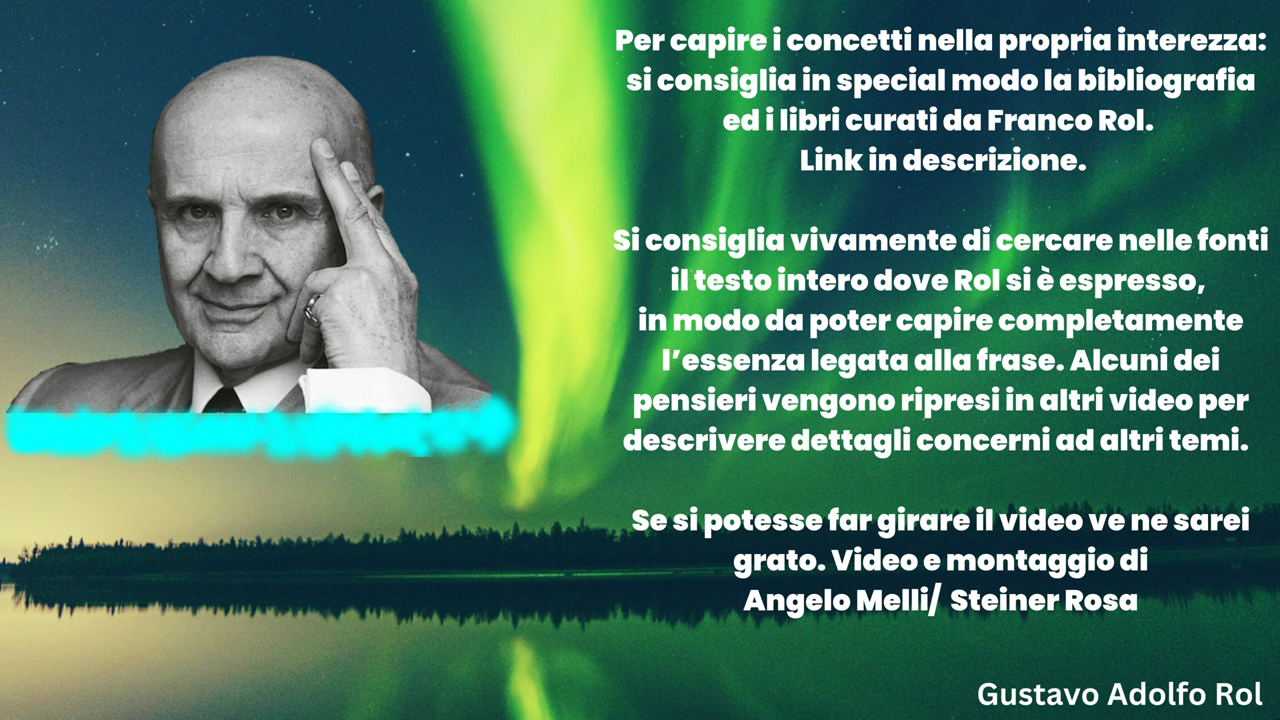 Per capire i concetti nella propria interezza:
si consiglia in special modo la bibliografia
ed i libri curati da Franco Rol.
Link in descrizione.
Si consiglia vivamente di cercare nelle fonti
il testo intero dove Rol si è espresso,
in modo da poter capire completamente
l’essenza legata alla frase. Alcuni dei
pensieri vengono ripresi in altri video per
descrivere dettagli concerni ad altri temi.
Se si potesse far girare il video ve ne sarei
grato. Video e montaggio di
Angelo Melli/ Steiner Rosa
Gustavo Adolfo Rol